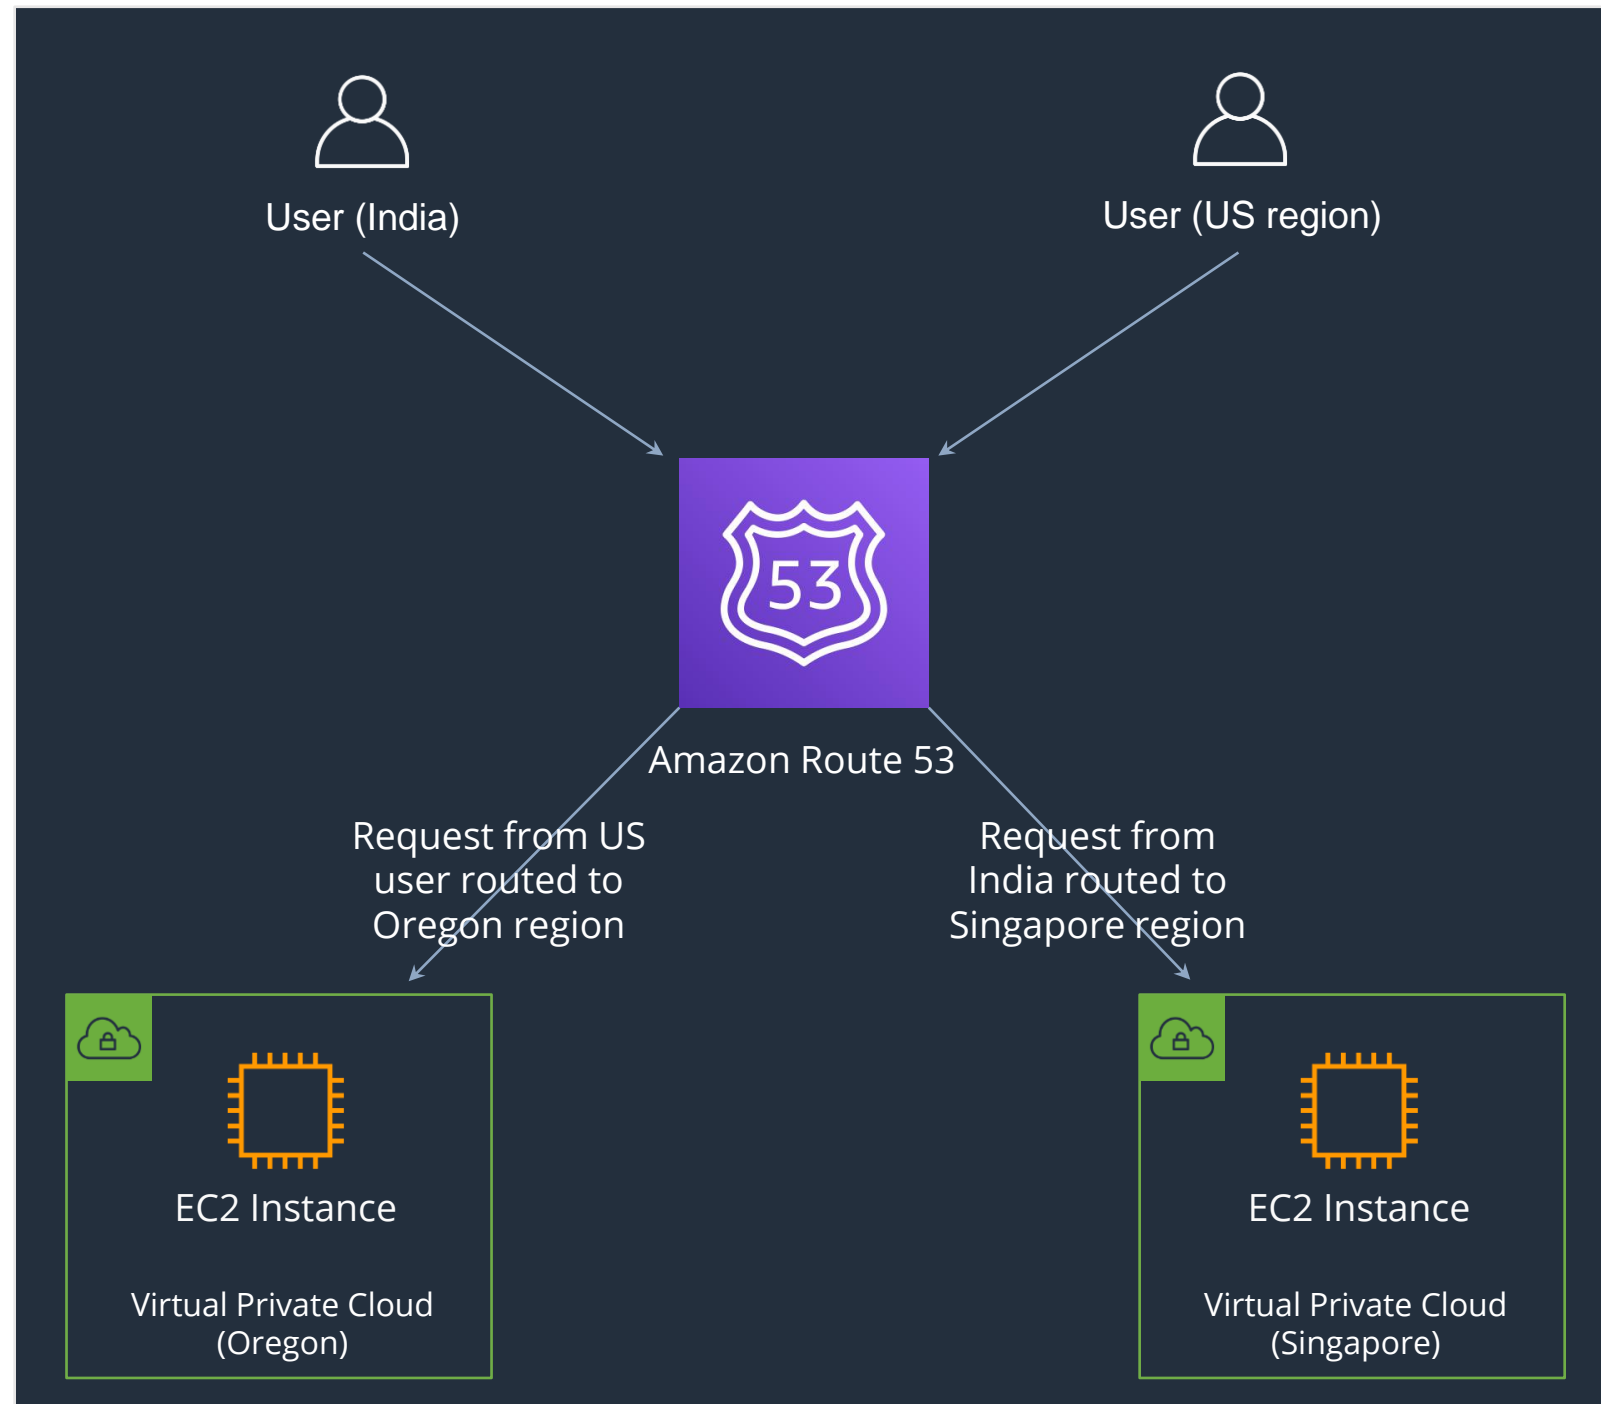 User (India)
User (US region)
53
Amazon Route 53
Request from US
user routed to
Oregon region
Request from
India routed to
Singapore region
EC2 Instance
Virtual Private Cloud
(Oregon)
EC2 Instance
Virtual Private Cloud
(Singapore)